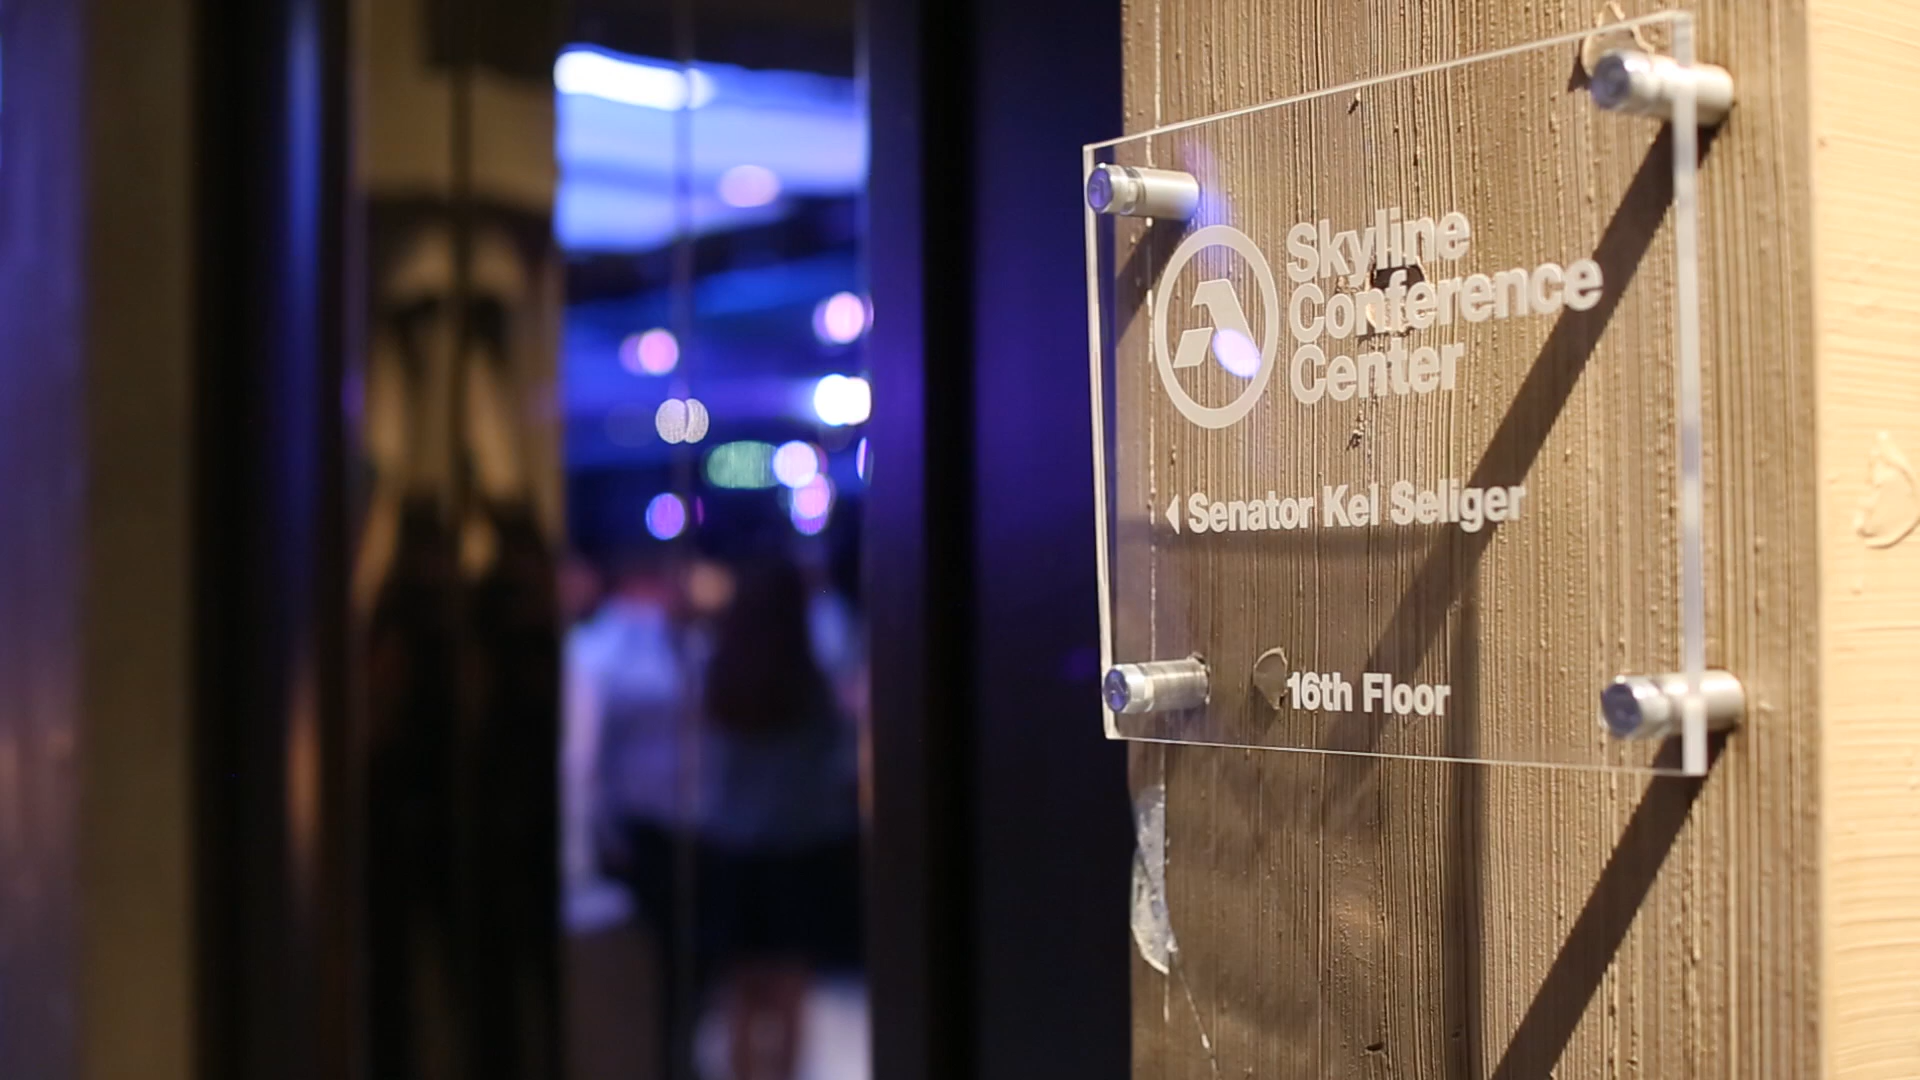 Skyline
Conference
Center
Senator Kel Seliger
16th Floor